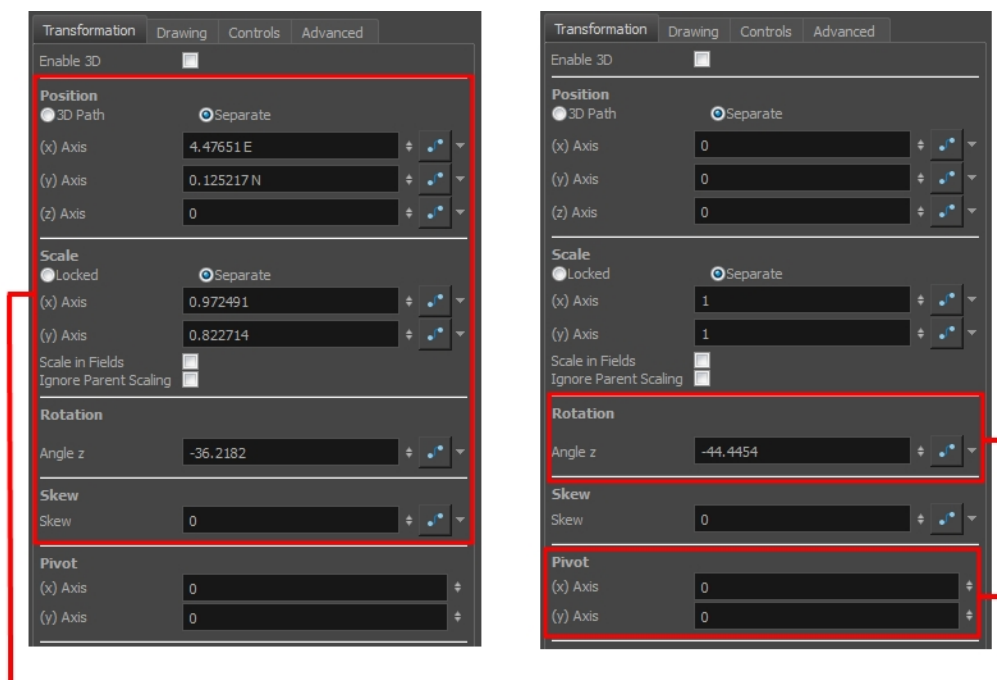 Transformation Drawing Controls Advanced
Enable 3D
Position
3D Path Separate
(x) Axis 4.47651 E
(y) Axis 0.125217 N
(z) Axis 0
Scale
Locked Separate
(x) Axis 0.972491
(y) Axis 0.822714
Scale in Fields
Ignore Parent Scaling
Rotation
Angle z -36.2182
Skew
Skew 0
Pivot
(x) Axis 0
(y) Axis 0
Transformation Drawing Controls Advanced
Enable 3D
Position
3D Path Separate
(x) Axis 0
(y) Axis 0
(z) Axis 0
Scale
Locked Separate
(x) Axis 1
(y) Axis 1
Scale in Fields
Ignore Parent Scaling
Rotation
Angle z -44.4454
Skew
Skew 0
Pivot
(x) Axis 0
(y) Axis 0